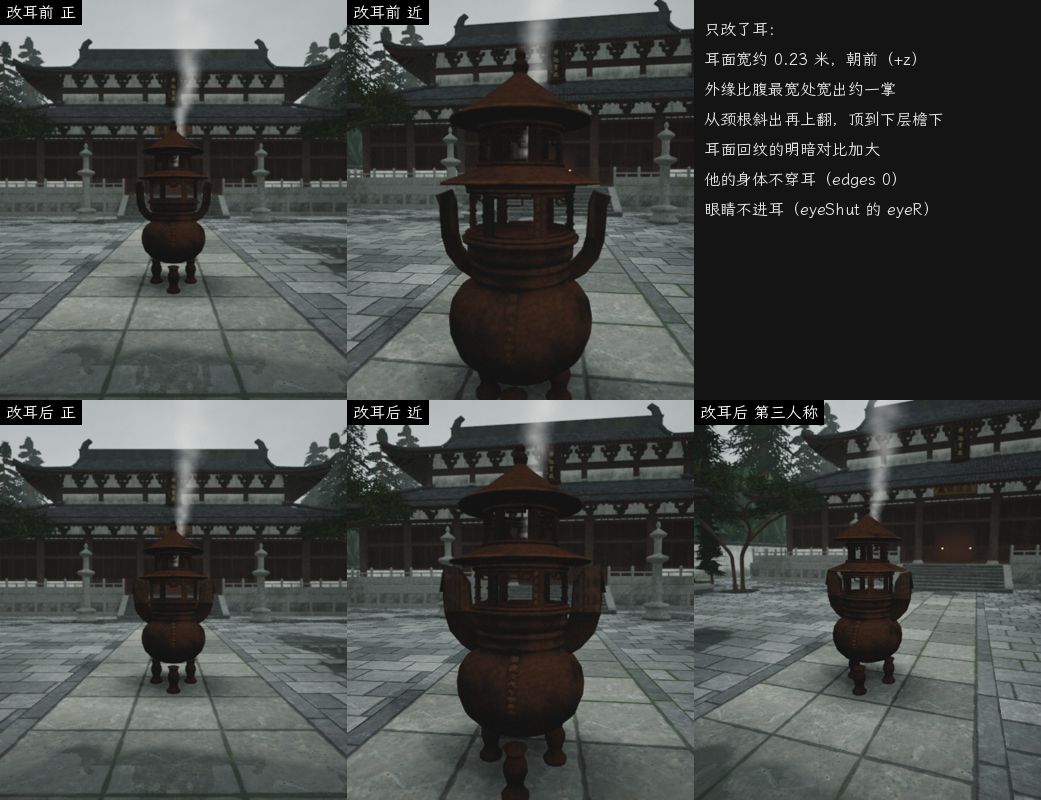 改耳前 正
改耳前 近
只改了耳：
耳面宽约 0.23 米，朝前（+z）
外缘比腹最宽处宽出约一掌
从颈根斜出再上翻，顶到下层檐下
耳面回纹的明暗对比加大
他的身体不穿耳（edges 0）
眼睛不进耳（eyeShut 的 eyeR）
改耳后 正
改耳后 近
改耳后 第三人称